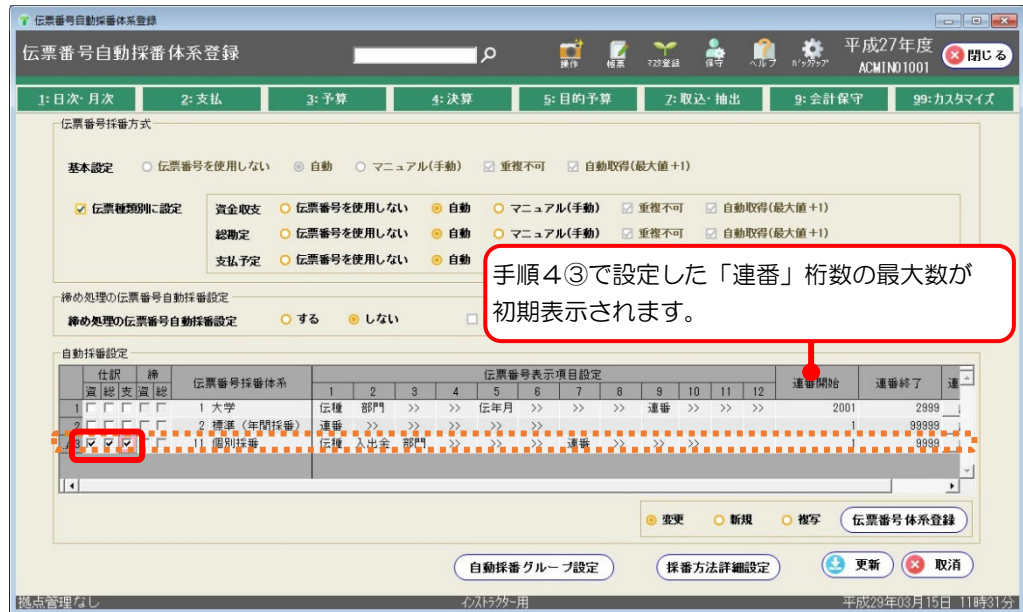 伝票番号自動採番体系登録
伝票番号自動採番体系登録 操作 帳票 マスタ登録 保守 ヘルプ ﾊﾞｯｸｱｯﾌﾟ 平成27年度 ACMIN01001 閉じる
1:日次・月次 2:支払 3:予算 4:決算 5:目的予算 7:取込・抽出 9:会計保守 99:カスタマイズ
伝票番号採番方式
基本設定 伝票番号を使用しない 自動 マニュアル(手動) 重複不可 自動取得(最大値+1)
伝票種類別に設定 資金収支 伝票番号を使用しない 自動 マニュアル(手動) 重複不可 自動取得(最大値+1)
総勘定 伝票番号を使用しない 自動 マニュアル(手動) 重複不可 自動取得(最大値+1)
支払予定 伝票番号を使用しない 自動
手順4③で設定した「連番」桁数の最大数が
初期表示されます。
締め処理の伝票番号自動採番設定
締め処理の伝票番号自動採番設定 する しない
自動採番設定
仕訳 締 伝票番号採番体系 伝票番号表示項目設定 連番開始 連番終了 連
資 総 支 資 総 1 2 3 4 5 6 7 8 9 10 11 12
1 1 大学 伝種 部門 >> >> 伝年月 >> >> >> 連番 >> >> >> 2001 2999
2 2 標準(年間採番) 連番 >> >> >> >> >> 1 99999
11 個別採番 伝種 入出金 部門 >> >> >> 連番 >> >> >> 1 9999
変更 新規 複写 伝票番号体系登録
自動採番グループ設定 採番方法詳細設定 更新 取消
拠点管理なし インストラクター用 平成29年03月15日 11時31分